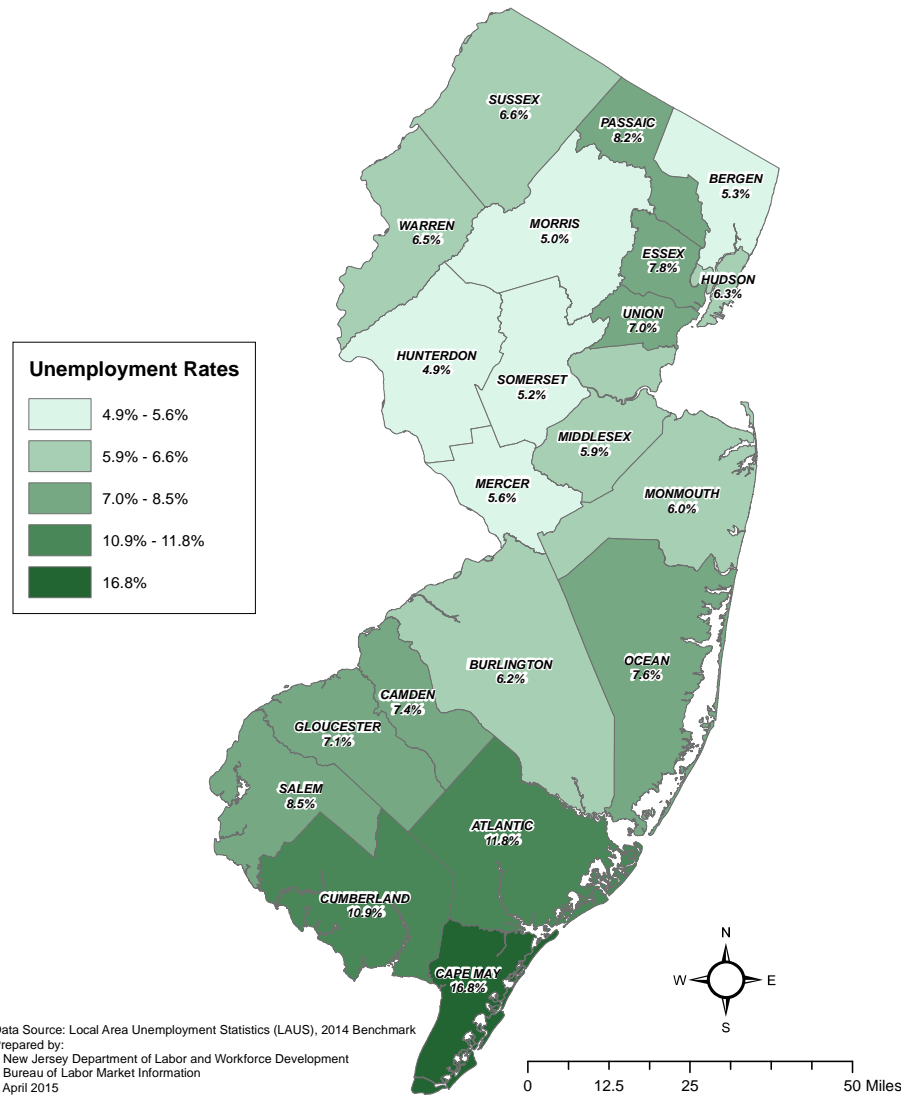 SUSSEX
6.6%
PASSAIC
8.2%
BERGEN
5.3%
WARREN
6.5%
MORRIS
5.0%
ESSEX
7.8%
HUDSON
6.3%
UNION
7.0%
HUNTERDON
4.9%
SOMERSET
5.2%
MIDDLESEX
5.9%
MERCER
5.6%
MONMOUTH
6.0%
Unemployment Rates
4.9% - 5.6%
5.9% - 6.6%
7.0% - 8.5%
10.9% - 11.8%
16.8%
BURLINGTON
6.2%
OCEAN
7.6%
CAMDEN
7.4%
GLOUCESTER
7.1%
SALEM
8.5%
ATLANTIC
11.8%
CUMBERLAND
10.9%
CAPE MAY
16.8%
N
W E
S
ata Source: Local Area Unemployment Statistics (LAUS), 2014 Benchmark
repared by:
New Jersey Department of Labor and Workforce Development
Bureau of Labor Market Information
April 2015
0 12.5 25 50 Miles